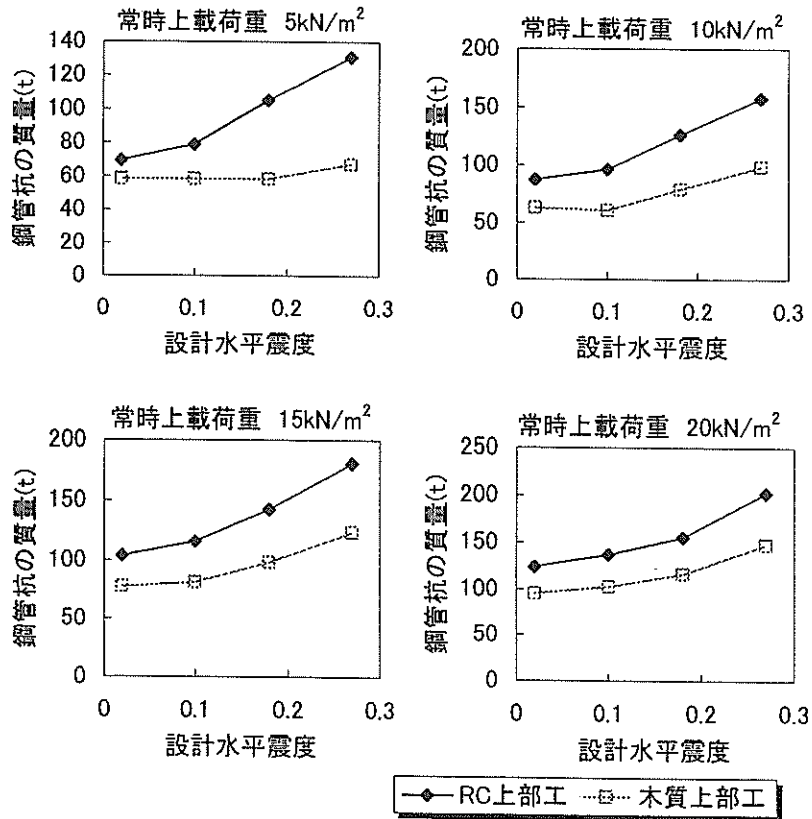 常時上載荷重 5kN/m²
鋼管杭の質量(t)
140
120
100
80
60
40
20
0
0 0.1 0.2 0.3
設計水平震度
常時上載荷重 10kN/m²
鋼管杭の質量(t)
200
150
100
50
0
0 0.1 0.2 0.3
設計水平震度
常時上載荷重 15kN/m²
鋼管杭の質量(t)
200
150
100
50
0
0 0.1 0.2 0.3
設計水平震度
常時上載荷重 20kN/m²
鋼管杭の質量(t)
250
200
150
100
50
0
0 0.1 0.2 0.3
設計水平震度
RC上部工 木質上部工